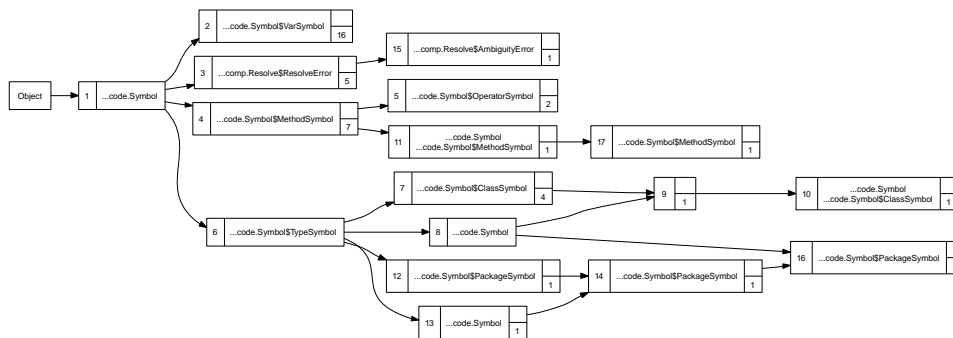 Object
1 ...code.Symbol
2 ...code.Symbol$VarSymbol 16
3 ...comp.Resolve$ResolveError 5
15 ...comp.Resolve$AmbiguityError 1
4 ...code.Symbol$MethodSymbol 7
5 ...code.Symbol$OperatorSymbol 2
11 ...code.Symbol
...code.Symbol$MethodSymbol 1
17 ...code.Symbol$MethodSymbol 1
6 ...code.Symbol$TypeSymbol
7 ...code.Symbol$ClassSymbol 4
8 ...code.Symbol
9 1
10 ...code.Symbol
...code.Symbol$ClassSymbol 1
12 ...code.Symbol$PackageSymbol 1
14 ...code.Symbol$PackageSymbol 1
16 ...code.Symbol$PackageSymbol
13 ...code.Symbol 1